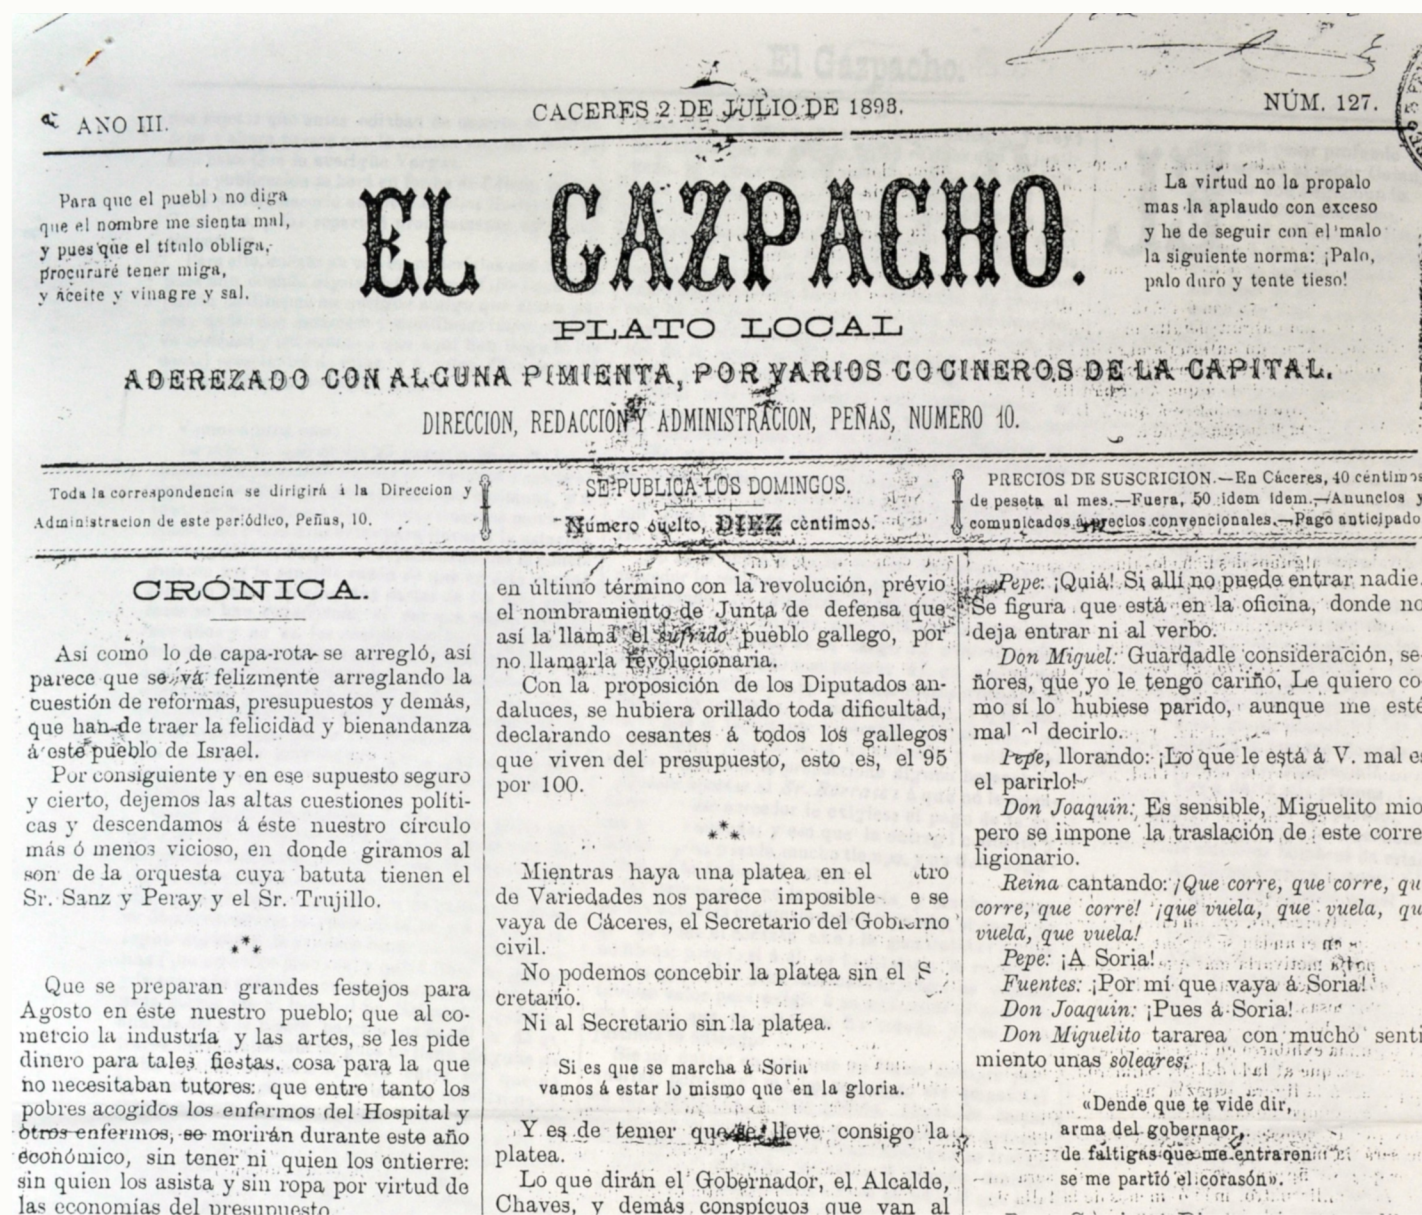 El Gazpacho.
AÑO III.
CACERES 2 DE JULIO DE 1893.
NÚM. 127.
Para que el pueblo no diga
que el nombre me sienta mal,
y pues que el título obliga,
procuraré tener miga,
y aceite y vinagre y sal.
EL GAZPACHO.
La virtud no la propalo
mas la aplaudo con exceso
y he de seguir con el malo
la siguiente norma: ¡Palo,
palo duro y tente tieso!
PLATO LOCAL
ADEREZADO CON ALGUNA PIMIENTA, POR VARIOS COCINEROS DE LA CAPITAL.
DIRECCION, REDACCION Y ADMINISTRACION, PEÑAS, NUMERO 10.
Toda la correspondencia se dirigirá á la Direccion y
Administracion de este periódico, Peñas, 10.
SE PUBLICA LOS DOMINGOS.
Número suelto, DIEZ céntimos.
PRECIOS DE SUSCRICION.—En Cáceres, 40 céntimos
de peseta al mes.—Fuera, 50 idem idem.—Anuncios y
comunicados á precios convencionales.—Pago anticipado
CRÓNICA.
Así como lo de capa-rota se arregló, así
parece que se vá felizmente arreglando la
cuestión de reformas, presupuestos y demás,
que han de traer la felicidad y bienandanza
á este pueblo de Israel.
Por consiguiente y en ese supuesto seguro
y cierto, dejemos las altas cuestiones políti-
cas y descendamos á éste nuestro círculo
más ó menos vicioso, en donde giramos al
son de la orquesta cuya batuta tienen el
Sr. Sanz y Peray y el Sr. Trujillo.
***
Que se preparan grandes festejos para
Agosto en éste nuestro pueblo; que al co-
mercio la industria y las artes, se les pide
dinero para tales fiestas. cosa para la que
no necesitaban tutores: que entre tanto los
pobres acogidos los enfermos del Hospital y
otros enfermos, se morirán durante este año
económico, sin tener ni quien los entierre:
sin quien los asista y sin ropa por virtud de
las economías del presupuesto
en último término con la revolución, prévio
el nombramiento de Junta de defensa que
así la llama el sufrido pueblo gallego, por
no llamarla revolucionaria.
Con la proposición de los Diputados an-
daluces, se hubiera orillado toda dificultad,
declarando cesantes á todos los gallegos
que viven del presupuesto, esto es, el 95
por 100.
***
Mientras haya una platea en el tro
de Variedades nos parece imposible e se
vaya de Cáceres, el Secretario del Gobierno
civil.
No podemos concebir la platea sin el S
cretario.
Ni al Secretario sin la platea.
Si es que se marcha á Soria
vamos á estar lo mismo que en la gloria.
Y es de temer que se lleve consigo la
platea.
Lo que dirán el Gobernador, el Alcalde,
Chaves, y demás conspícuos que van al
Pepe: ¡Quiá! Si allí no puede entrar nadie.
Se figura que está en la oficina, donde no
deja entrar ni al verbo.
Don Miguel: Guardadle consideración, se-
ñores, que yo le tengo cariño. Le quiero co-
mo si lo hubiese parido, aunque me esté
mal el decirlo.
Pepe, llorando: ¡Lo que le está á V. mal es
el parirlo!
Don Joaquin: Es sensible, Miguelito mio
pero se impone la traslación de este corre
ligionario.
Reina cantando: ¡Que corre, que corre, qu
corre, que corre! ¡que vuela, que vuela, qu
vuela, que vuela!
Pepe: ¡A Soria!
Fuentes: ¡Por mí que vaya á Soria!
Don Joaquin: ¡Pues á Soria!
Don Miguelito tararea con mucho senti
miento unas soleares:
«Dende que te vide dir,
arma del gobernaor,
de faltigas que me entraron
se me partió el corasón».